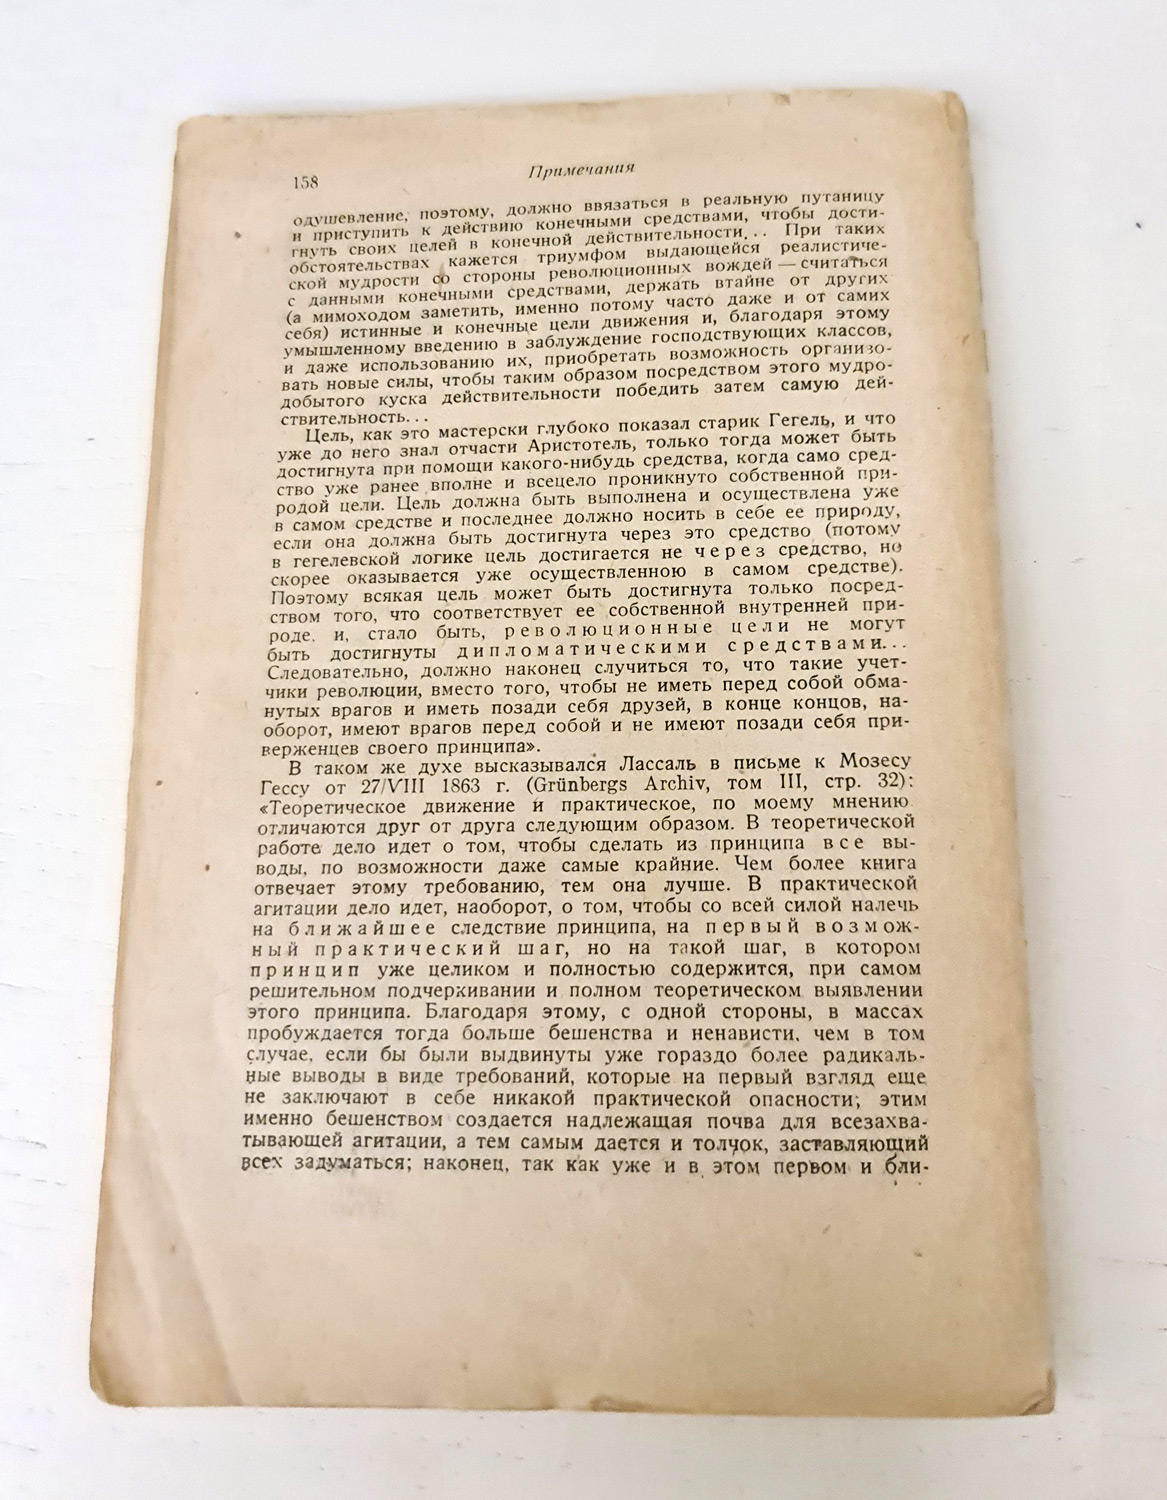 158
Примечания
одушевление, поэтому, должно ввязаться в реальную путаницу
и приступить к действию конечными средствами, чтобы дости-
гнуть своих целей в конечной действительности... При таких
обстоятельствах кажется триумфом выдающейся реалистиче-
ской мудрости со стороны революционных вождей — считаться
с данными конечными средствами, держать втайне от других
(а мимоходом заметить, именно потому часто даже и от самих
себя) истинные и конечные цели движения и, благодаря этому
умышленному введению в заблуждение господствующих классов,
и даже использованию их, приобретать возможность организо-
вать новые силы, чтобы таким образом посредством этого мудро-
добытого куска действительности победить затем самую дей-
ствительность...
Цель, как это мастерски глубоко показал старик Гегель, и что
уже до него знал отчасти Аристотель, только тогда может быть
достигнута при помощи какого-нибудь средства, когда само сред-
ство уже ранее вполне и всецело проникнуто собственной при-
родой цели. Цель должна быть выполнена и осуществлена уже
в самом средстве и последнее должно носить в себе ее природу,
если она должна быть достигнута через это средство (потому
в гегелевской логике цель достигается не через средство, но
скорее оказывается уже осуществленною в самом средстве).
Поэтому всякая цель может быть достигнута только посред-
ством того, что соответствует ее собственной внутренней при-
роде. и, стало быть, революционные цели не могут
быть достигнуты дипломатическими средствами...
Следовательно, должно наконец случиться то, что такие учет-
чики революции, вместо того, чтобы не иметь перед собой обма-
нутых врагов и иметь позади себя друзей, в конце концов, на-
оборот, имеют врагов перед собой и не имеют позади себя при-
верженцев своего принципа».
В таком же духе высказывался Лассаль в письме к Мозесу
Гессу от 27/VIII 1863 г. (Grünbergs Archiv, том III, стр. 32):
«Теоретическое движение и практическое, по моему мнению
отличаются друг от друга следующим образом. В теоретической
работе дело идет о том, чтобы сделать из принципа все вы-
воды, по возможности даже самые крайние. Чем более книга
отвечает этому требованию, тем она лучше. В практической
агитации дело идет, наоборот, о том, чтобы со всей силой налечь
на ближайшее следствие принципа, на первый возмож-
ный практический шаг, но на такой шаг, в котором
принцип уже целиком и полностью содержится, при самом
решительном подчеркивании и полном теоретическом выявлении
этого принципа. Благодаря этому, с одной стороны, в массах
пробуждается тогда больше бешенства и ненависти, чем в том
случае, если бы были выдвинуты уже гораздо более радикаль-
ные выводы в виде требований, которые на первый взгляд еще
не заключают в себе никакой практической опасности; этим
именно бешенством создается надлежащая почва для всезахва-
тывающей агитации, а тем самым дается и толчок, заставляющий
всех задуматься; наконец, так как уже и в этом первом и бли-